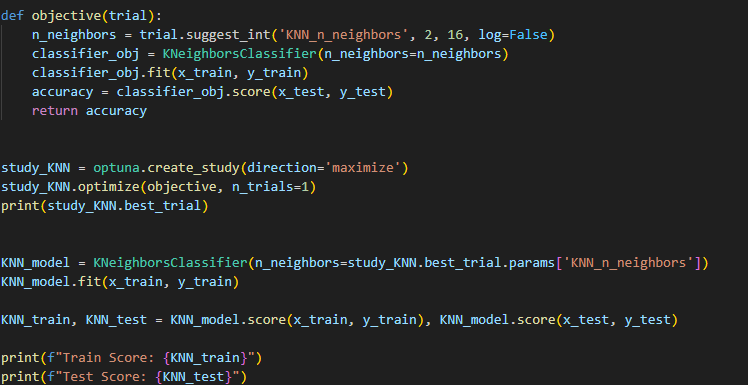 def objective(trial):
    n_neighbors = trial.suggest_int('KNN_n_neighbors', 2, 16, log=False)
    classifier_obj = KNeighborsClassifier(n_neighbors=n_neighbors)
    classifier_obj.fit(x_train, y_train)
    accuracy = classifier_obj.score(x_test, y_test)
    return accuracy
study_KNN = optuna.create_study(direction='maximize')
study_KNN.optimize(objective, n_trials=1)
print(study_KNN.best_trial)
KNN_model = KNeighborsClassifier(n_neighbors=study_KNN.best_trial.params['KNN_n_neighbors'])
KNN_model.fit(x_train, y_train)
KNN_train, KNN_test = KNN_model.score(x_train, y_train), KNN_model.score(x_test, y_test)
print(f"Train Score: {KNN_train}")
print(f"Test Score: {KNN_test}")